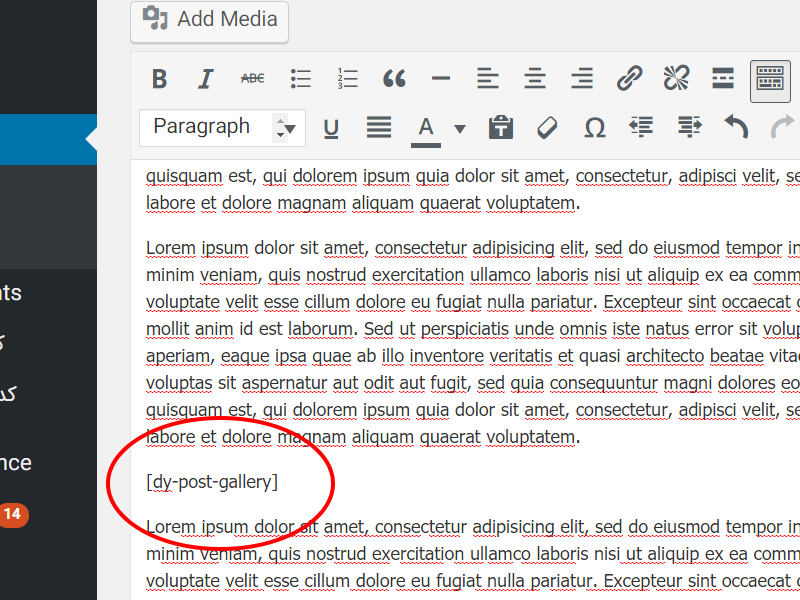 Add Media
B I ABC
Paragraph U A Ω
quisquam est, qui dolorem ipsum quia dolor sit amet, consectetur, adipisci velit, se
labore et dolore magnam aliquam quaerat voluptatem.
Lorem ipsum dolor sit amet, consectetur adipisicing elit, sed do eiusmod tempor in
minim veniam, quis nostrud exercitation ullamco laboris nisi ut aliquip ex ea comm
voluptate velit esse cillum dolore eu fugiat nulla pariatur. Excepteur sint occaecat c
mollit anim id est laborum. Sed ut perspiciatis unde omnis iste natus error sit volup
aperiam, eaque ipsa quae ab illo inventore veritatis et quasi architecto beatae vitae
voluptas sit aspernatur aut odit aut fugit, sed quia consequuntur magni dolores eo
quisquam est, qui dolorem ipsum quia dolor sit amet, consectetur, adipisci velit, se
labore et dolore magnam aliquam quaerat voluptatem.
[dy-post-gallery]
Lorem ipsum dolor sit amet, consectetur adipisicing elit, sed do eiusmod tempor in
minim veniam, quis nostrud exercitation ullamco laboris nisi ut aliquip ex ea comm
voluptate velit esse cillum dolore eu fugiat nulla pariatur. Excepteur sint occaecat c
nts
ک
کد
nce
14